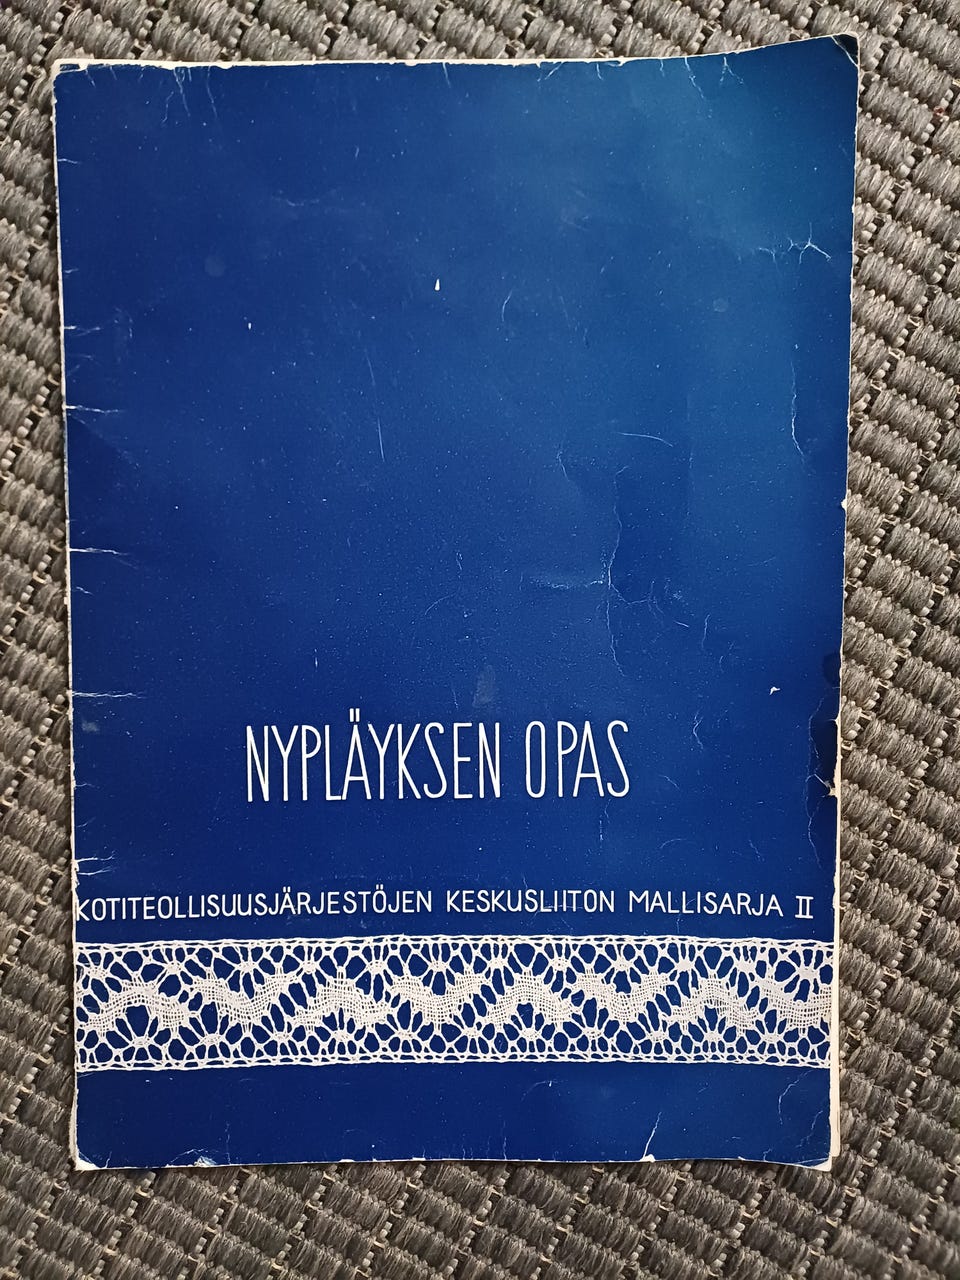 NYPLÄYKSEN OPAS
KOTITEOLLISUUSJÄRJESTÖJEN KESKUSLIITON MALLISARJA II